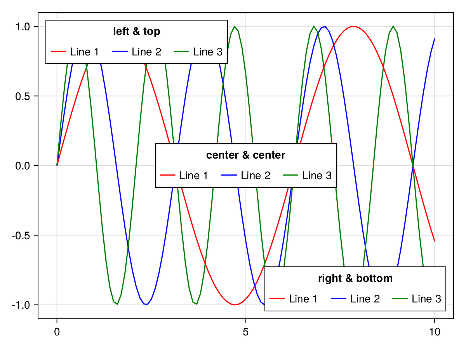 left & top
Line 1 Line 2 Line 3
1.0
0.5
center & center
Line 1 Line 2 Line 3
0.0
-0.5
right & bottom
Line 1 Line 2 Line 3
-1.0
0 5 10